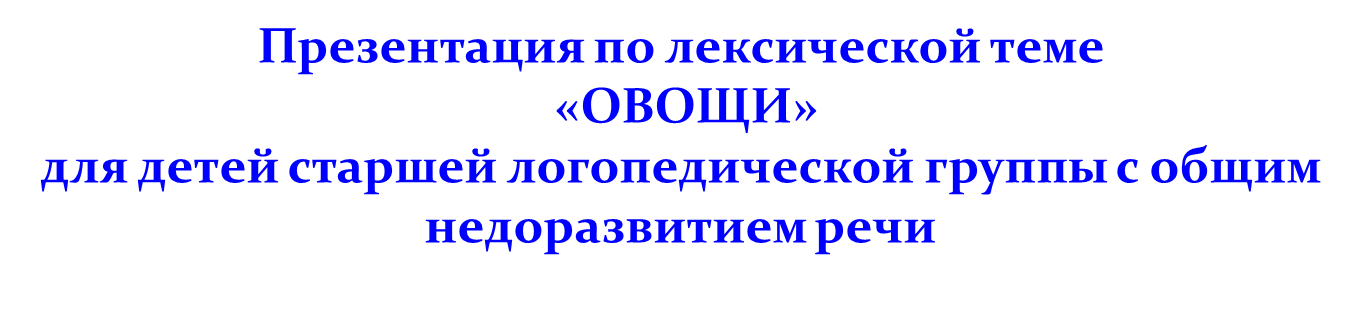 Презентация по лексической теме
«ОВОЩИ»
для детей старшей логопедической группы с общим
недоразвитием речи